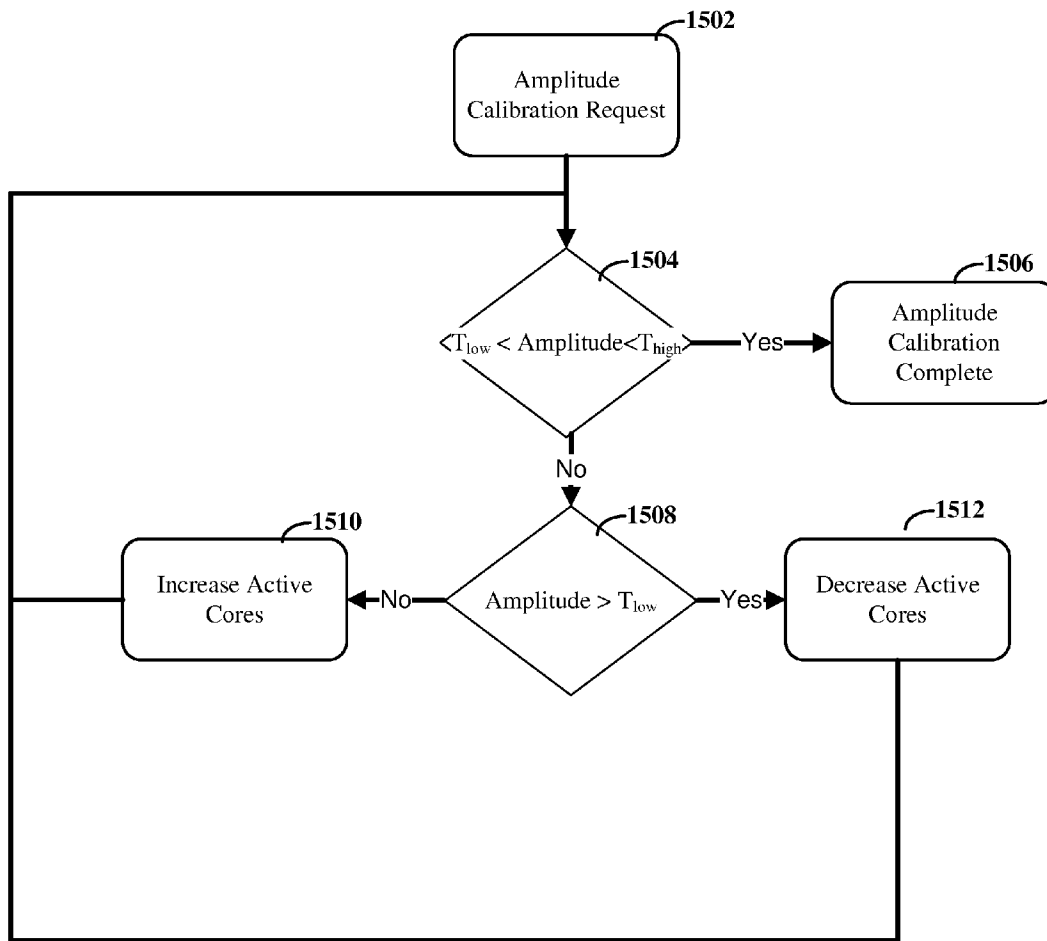 1502
Amplitude
Calibration Request
1504
T_low < Amplitude<T_high
Yes
1506
Amplitude
Calibration
Complete
No
1508
Amplitude > T_low
1510
Increase Active
Cores
No
Yes
1512
Decrease Active
Cores